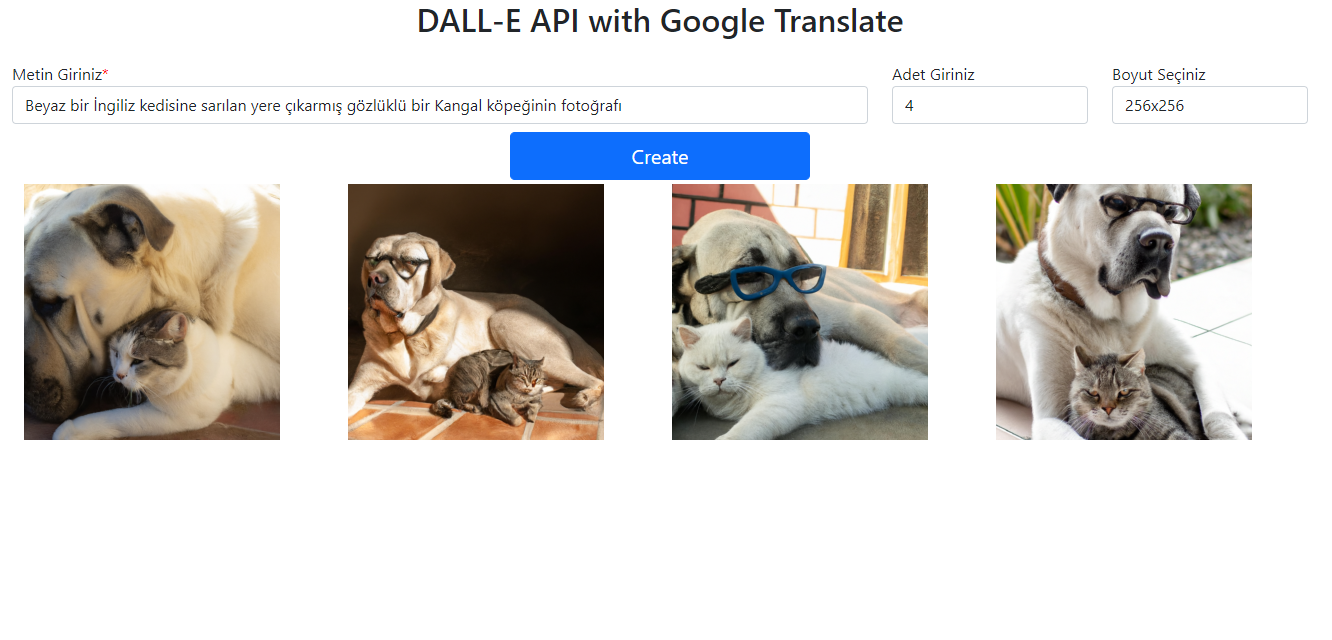 DALL-E API with Google Translate
Metin Giriniz*
Adet Giriniz
Boyut Seçiniz
Beyaz bir İngiliz kedisine sarılan yere çıkarmış gözlüklü bir Kangal köpeğinin fotoğrafı
4
256x256
Create